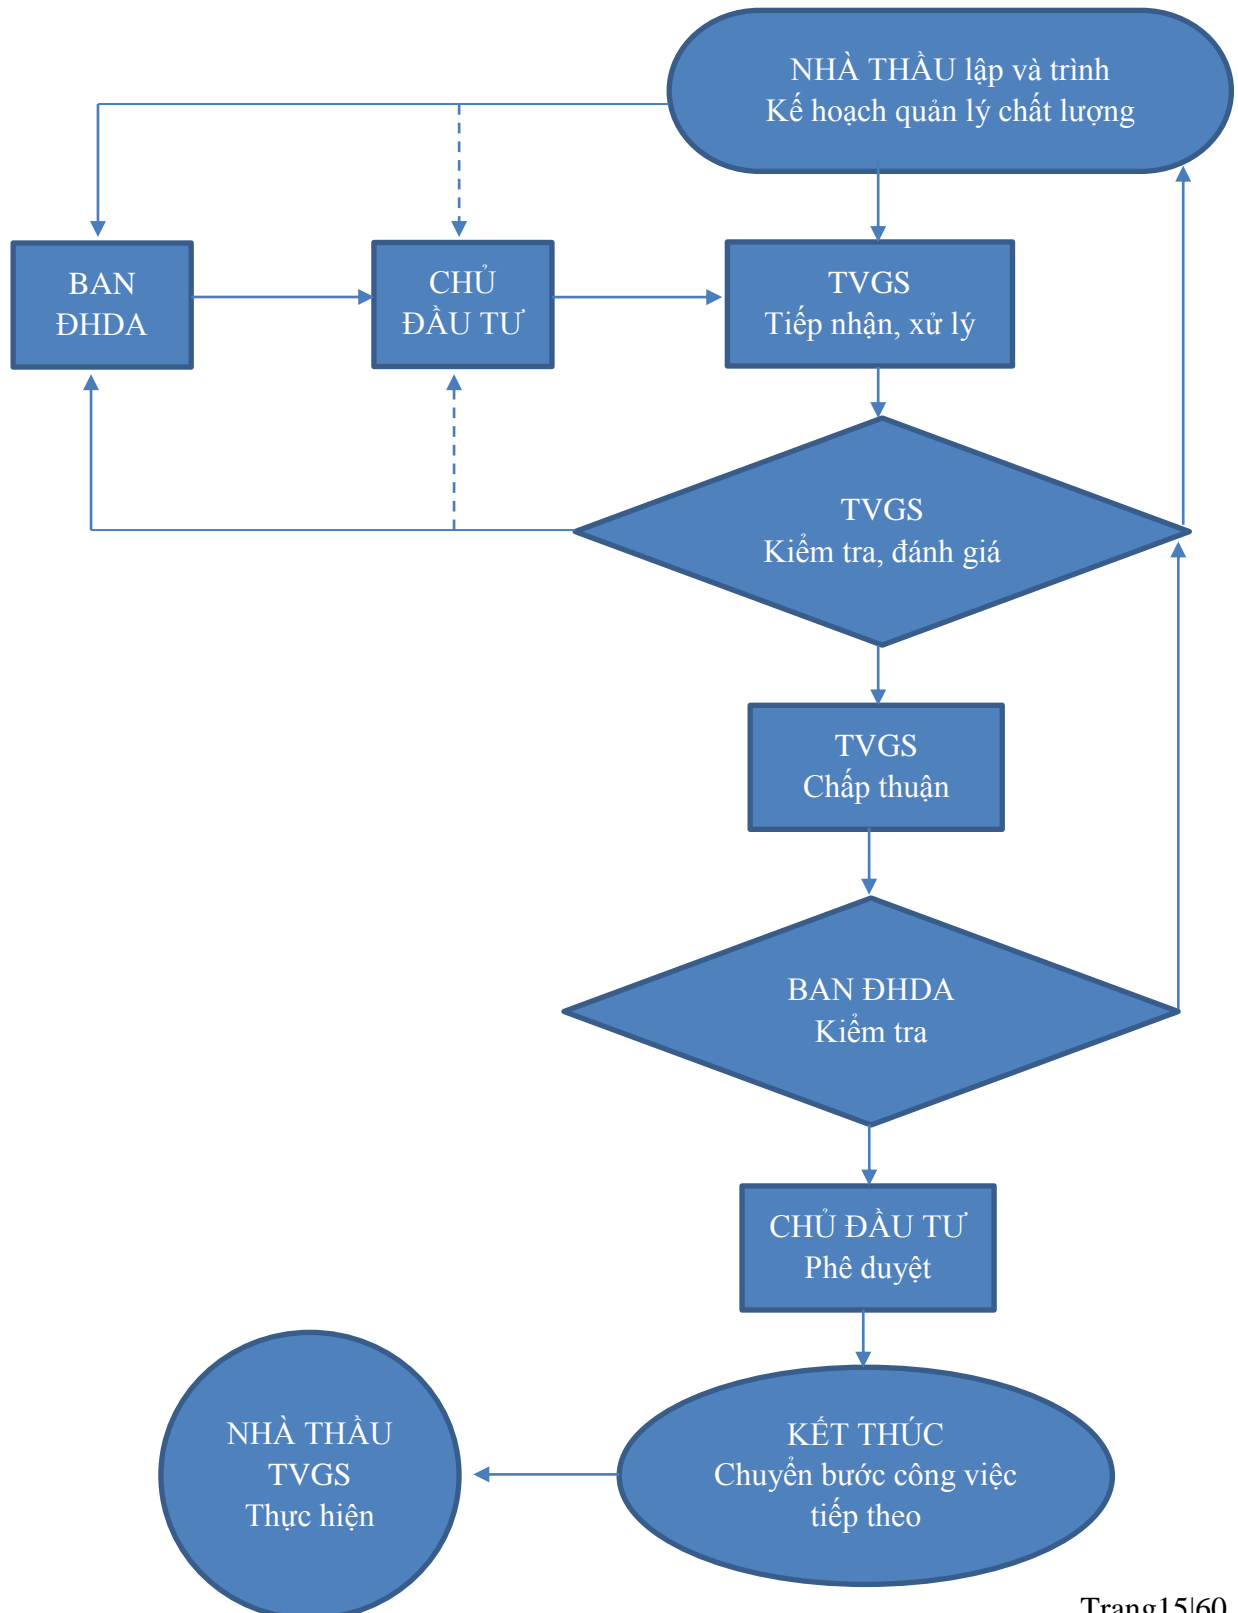 NHÀ THẦU lập và trình
Kế hoạch quản lý chất lượng
BAN
ĐHDA
CHỦ
ĐẦU TƯ
TVGS
Tiếp nhận, xử lý
TVGS
Kiểm tra, đánh giá
TVGS
Chấp thuận
BAN ĐHDA
Kiểm tra
CHỦ ĐẦU TƯ
Phê duyệt
KẾT THÚC
Chuyển bước công việc
tiếp theo
NHÀ THẦU
TVGS
Thực hiện
Trang15|60